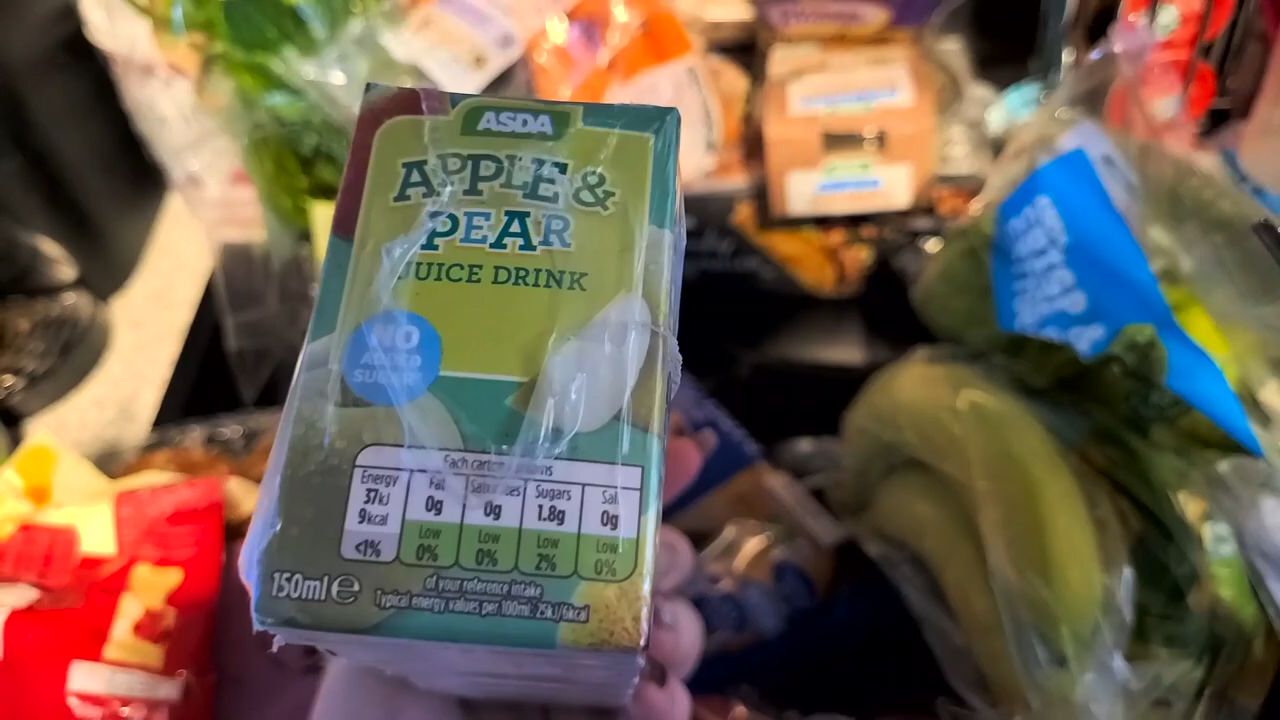 ASDA
APPLE &
PEAR
JUICE DRINK
NO
ADDED
SUGAR
Each carton
Energy
37kJ
9kcal
<1%
Fat
0g
Low
0%
Saturates
0g
Low
0%
Sugars
1.8g
Low
2%
Salt
0g
Low
0%
150ml e
of your reference intake
Typical energy values per 100ml: 25kJ/6kcal